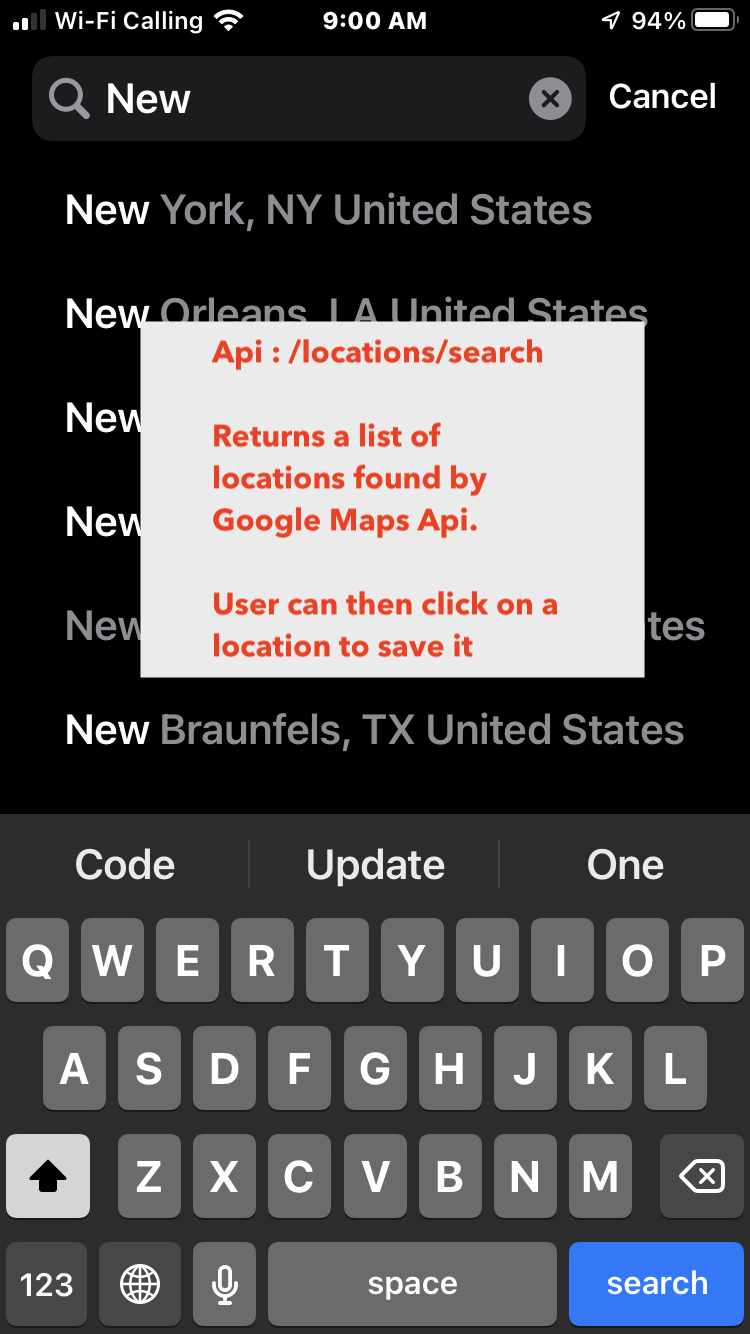 Wi-Fi Calling 9:00 AM 94%
New Cancel
New York, NY United States
New Orleans, LA United States
Api : /locations/search
New
Returns a list of
locations found by
Google Maps Api.
New
User can then click on a
New
location to save it
New Braunfels, TX United States
Code Update One
Q W E R T Y U I O P
A S D F G H J K L
Z X C V B N M
123 space search